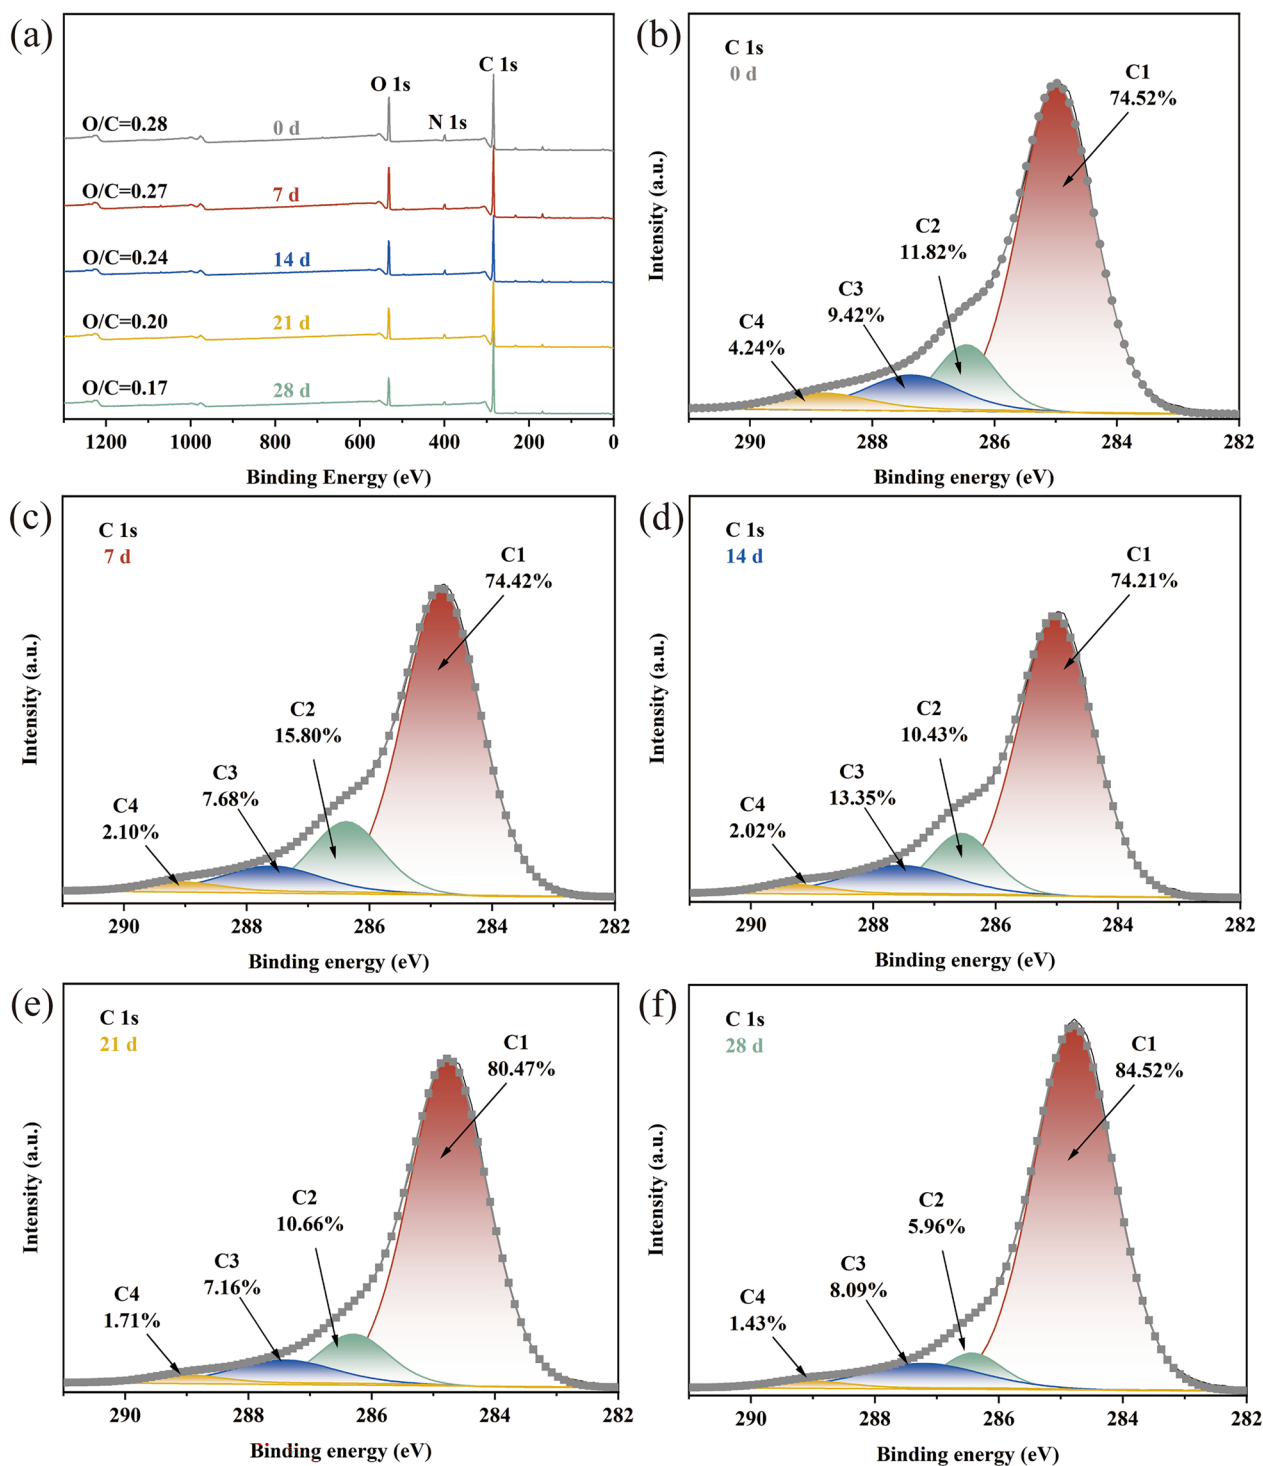 (a)
C 1s
O 1s
N 1s
O/C=0.28
0 d
O/C=0.27
7 d
O/C=0.24
14 d
O/C=0.20
21 d
O/C=0.17
28 d
1200 1000 800 600 400 200 0
Binding Energy (eV)
(b)
C 1s
0 d
C1
74.52%
C2
11.82%
C3
9.42%
C4
4.24%
Intensity (a.u.)
290 288 286 284 282
Binding energy (eV)
(c)
C 1s
7 d
C1
74.42%
C2
15.80%
C3
7.68%
C4
2.10%
Intensity (a.u.)
290 288 286 284 282
Binding energy (eV)
(d)
C 1s
14 d
C1
74.21%
C2
10.43%
C3
13.35%
C4
2.02%
Intensity (a.u.)
290 288 286 284 282
Binding energy (eV)
(e)
C 1s
21 d
C1
80.47%
C2
10.66%
C3
7.16%
C4
1.71%
Intensity (a.u.)
290 288 286 284 282
Binding energy (eV)
(f)
C 1s
28 d
C1
84.52%
C2
5.96%
C3
8.09%
C4
1.43%
Intensity (a.u.)
290 288 286 284 282
Binding energy (eV)